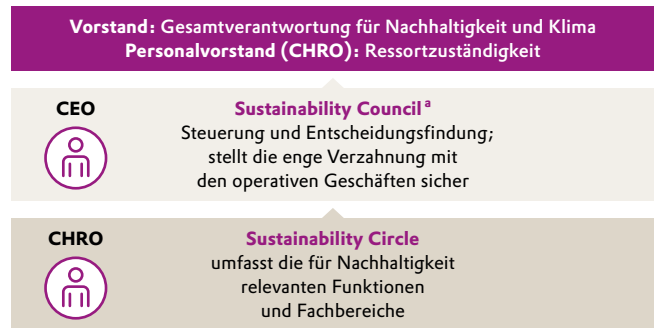 Vorstand: Gesamtverantwortung für Nachhaltigkeit und Klima
Personalvorstand (CHRO): Ressortzuständigkeit
CEO
Sustainability Council a
Steuerung und Entscheidungsfindung;
stellt die enge Verzahnung mit
den operativen Geschäften sicher
CHRO
Sustainability Circle
umfasst die für Nachhaltigkeit
relevanten Funktionen
und Fachbereiche